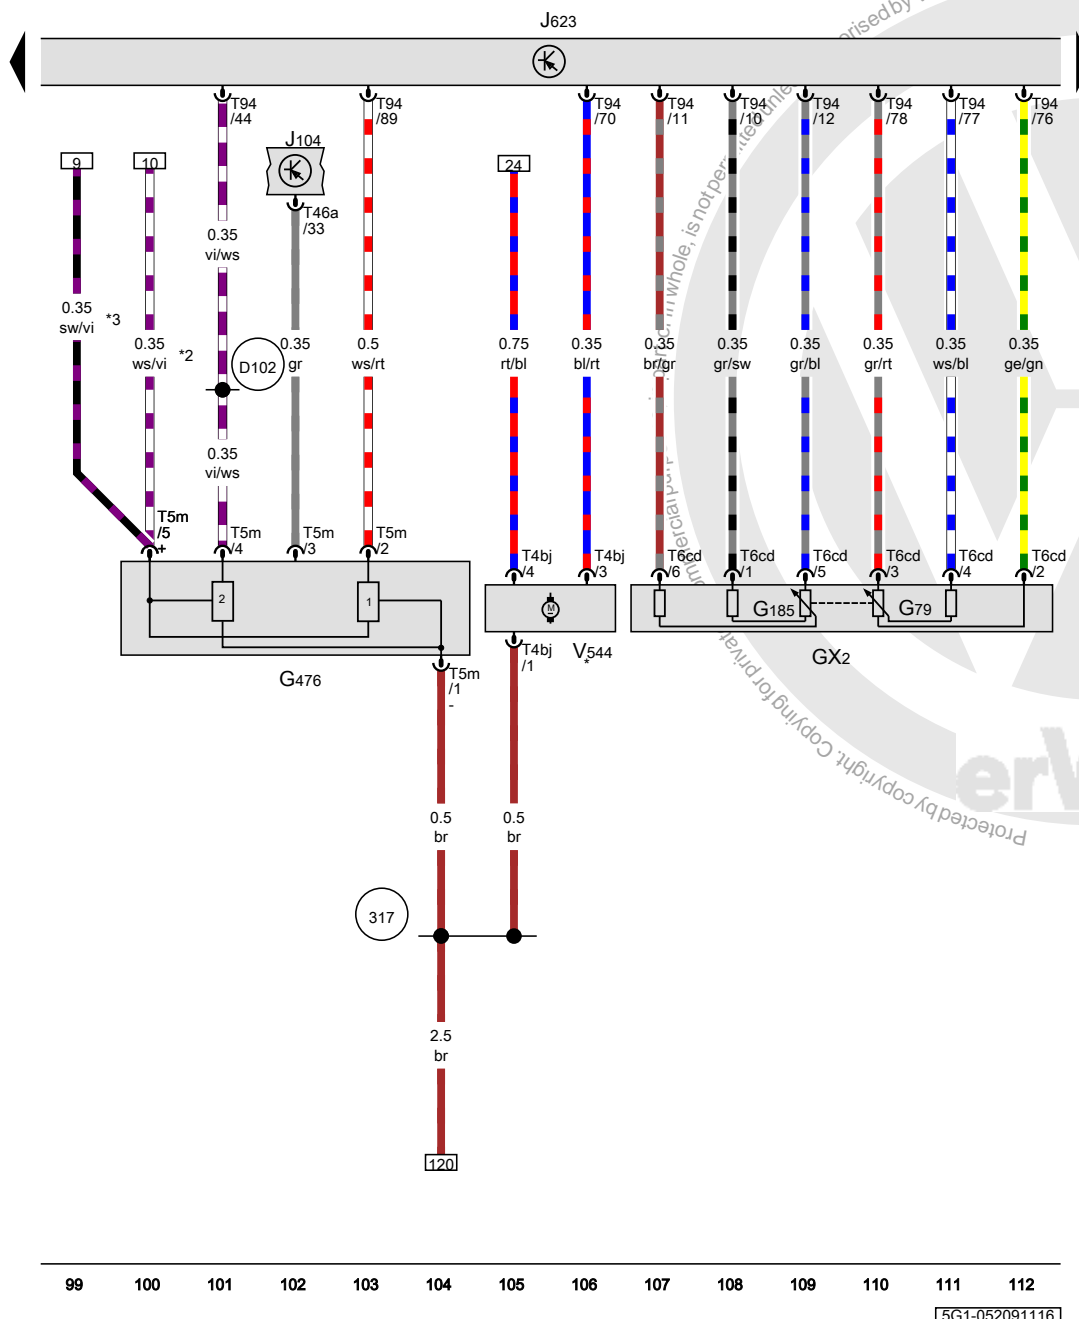 J623
T94 /44
T94 /89
T94 /70
T94 /11
T94 /10
T94 /12
T94 /78
T94 /77
T94 /76
9
10
J104
T46a /33
24
0.35 vi/ws
0.35 sw/vi *3
0.35 ws/vi *2
D102
0.35 gr
0.5 ws/rt
0.75 rt/bl
0.35 bl/rt
0.35 br/gr
0.35 gr/sw
0.35 gr/bl
0.35 gr/rt
0.35 ws/bl
0.35 ge/gn
0.35 vi/ws
T5m /5 +
T5m /4
T5m /3
T5m /2
T4bj /4
T4bj /3
T6cd /6
T6cd /1
T6cd /5
T6cd /3
T6cd /4
T6cd /2
2
1
M
G185
G79
G476
T5m /1 -
T4bj /1
V544
*
GX2
0.5 br
0.5 br
317
2.5 br
120
99 100 101 102 103 104 105 106 107 108 109 110 111 112
5G1-052091116
Protected by copyright. Copying for private
in whole, is not
erW